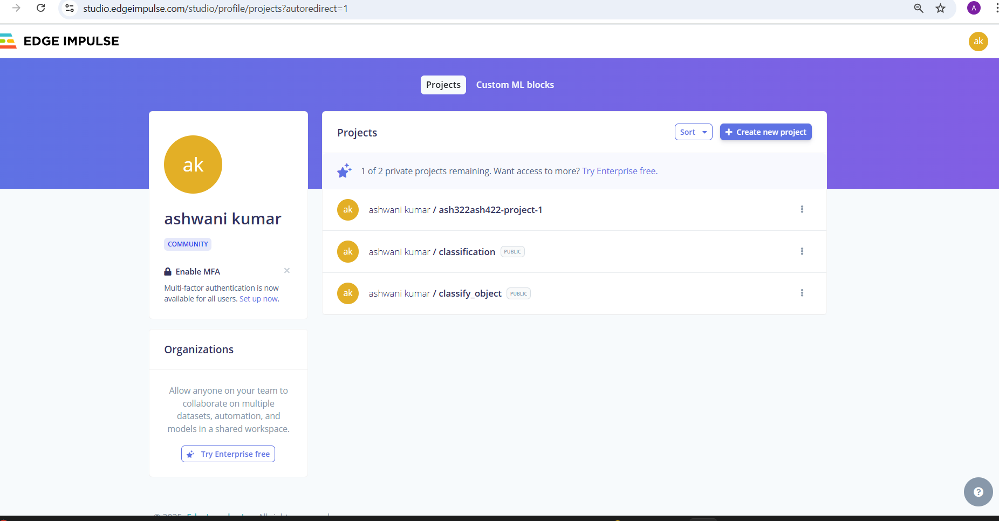 studio.edgeimpulse.com/studio/profile/projects?autoredirect=1
A
EDGE IMPULSE
ak
Projects
Custom ML blocks
ak
ashwani kumar
COMMUNITY
Enable MFA
Multi-factor authentication is now
available for all users. Set up now.
Organizations
Allow anyone on your team to
collaborate on multiple
datasets, automation, and
models in a shared workspace.
Try Enterprise free
Projects
Sort
+ Create new project
1 of 2 private projects remaining. Want access to more? Try Enterprise free.
ak
ashwani kumar / ash322ash422-project-1
ak
ashwani kumar / classification PUBLIC
ak
ashwani kumar / classify_object PUBLIC
?